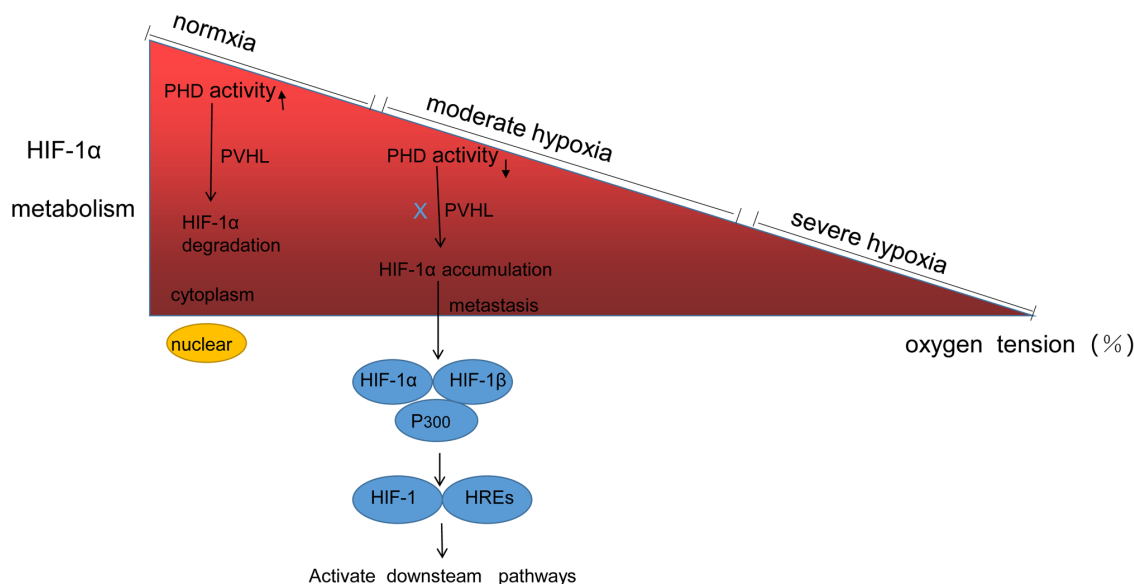 normxia
PHD activity
PVHL
HIF-1α
degradation
HIF-1α
metabolism
cytoplasm
nuclear
moderate hypoxia
PHD activity
X
PVHL
HIF-1α accumulation
metastasis
severe hypoxia
oxygen tension (%)
HIF-1α
HIF-1β
P300
HIF-1
HREs
Activate downsteam pathways